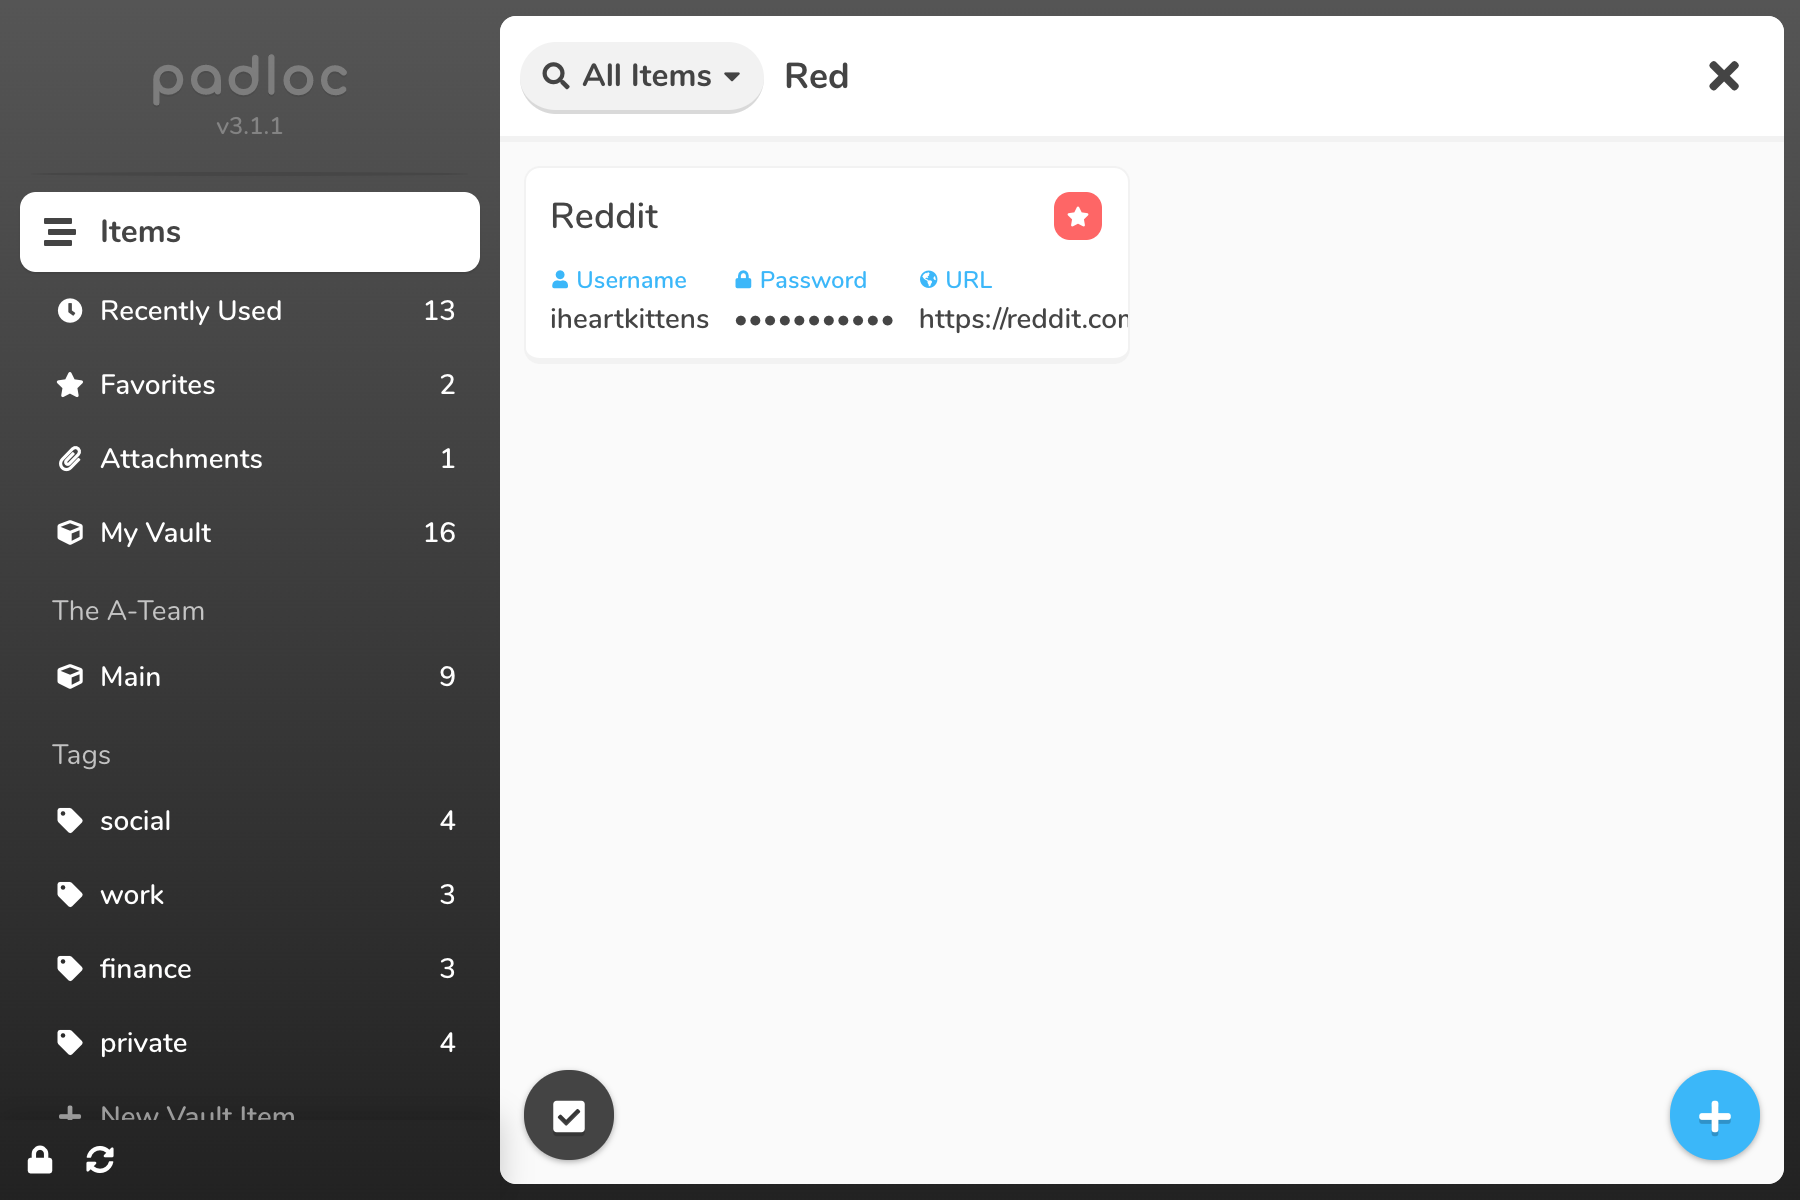 padloc
v3.1.1
Items
Recently Used 13
Favorites 2
Attachments 1
My Vault 16
The A-Team
Main 9
Tags
social 4
work 3
finance 3
private 4
New Vault Item
All Items Red
Reddit
Username Password URL
iheartkittens ●●●●●●●●●●● https://reddit.com